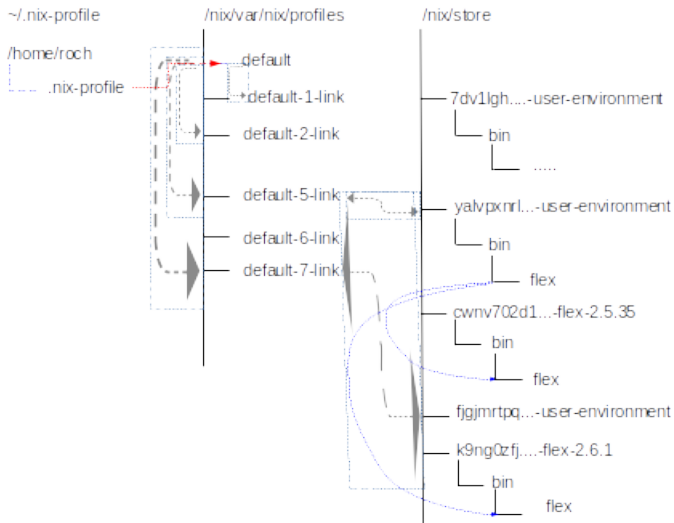 ~/.nix-profile
/nix/var/nix/profiles
/nix/store
/home/roch
.nix-profile
default
default-1-link
default-2-link
default-5-link
default-6-link
default-7-link
7dv1lgh....-user-environment
bin
.....
yalvpxnrl...-user-environment
bin
flex
cwnv702d1...-flex-2.5.35
bin
flex
fjgjmrtpq...-user-environment
k9ng0zfj....-flex-2.6.1
bin
flex